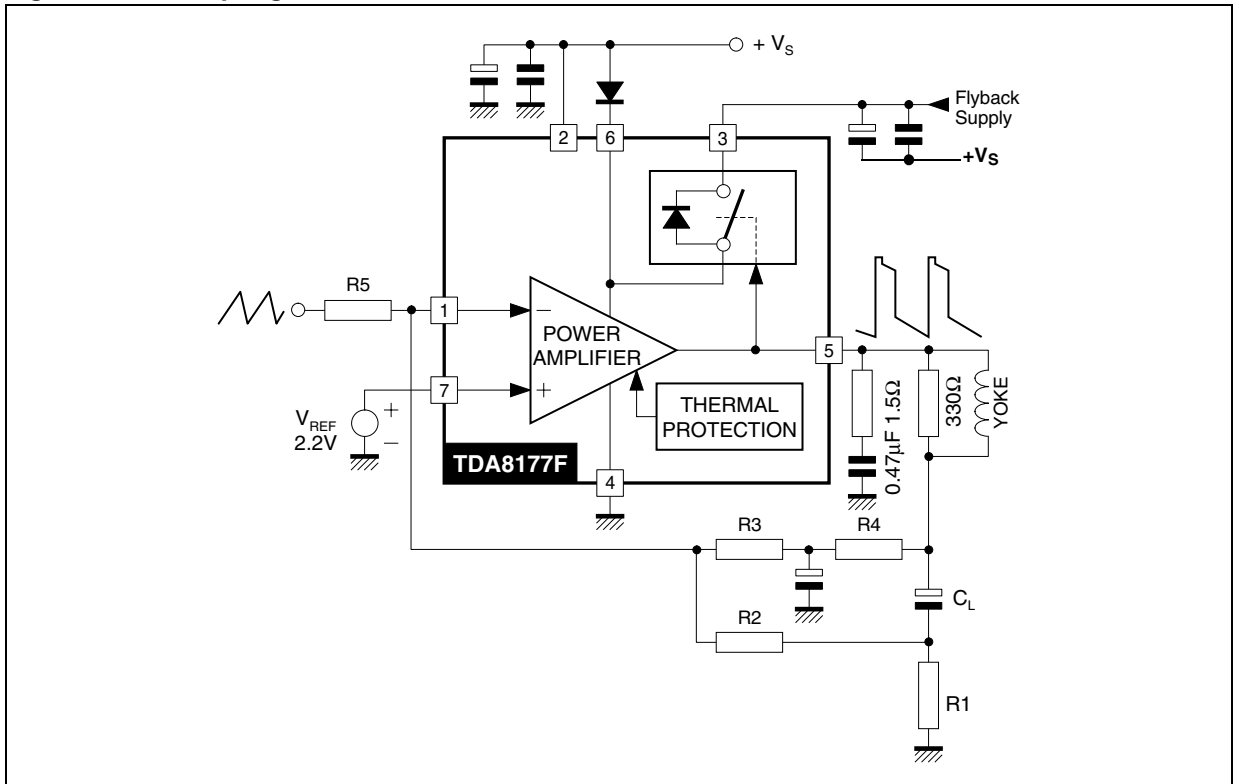 + V_S
Flyback
Supply
+V_S
2
6
3
R5
1
−
POWER
AMPLIFIER
5
7
+
V_REF
2.2V
+
−
THERMAL
PROTECTION
TDA8177F
4
0.47µF 1.5Ω
330Ω
YOKE
R3
R4
C_L
R2
R1